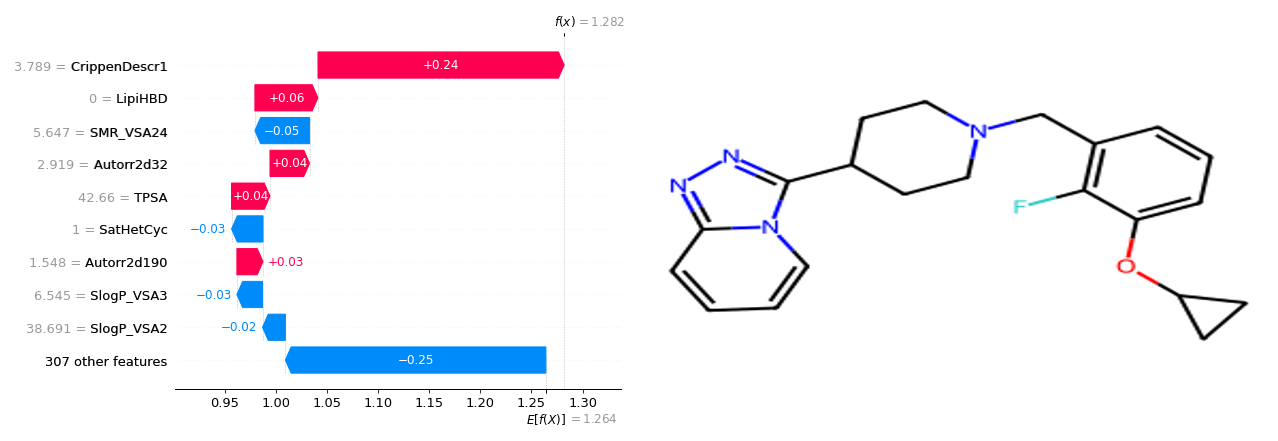 f(x) = 1.282
3.789 = CrippenDescr1
+0.24
0 = LipiHBD
+0.06
5.647 = SMR_VSA24
−0.05
2.919 = Autorr2d32
+0.04
42.66 = TPSA
+0.04
1 = SatHetCyc
−0.03
1.548 = Autorr2d190
+0.03
6.545 = SlogP_VSA3
−0.03
38.691 = SlogP_VSA2
−0.02
307 other features
−0.25
0.95 1.00 1.05 1.10 1.15 1.20 1.25 1.30
E[f(X)] = 1.264
N
N
N
N
F
O